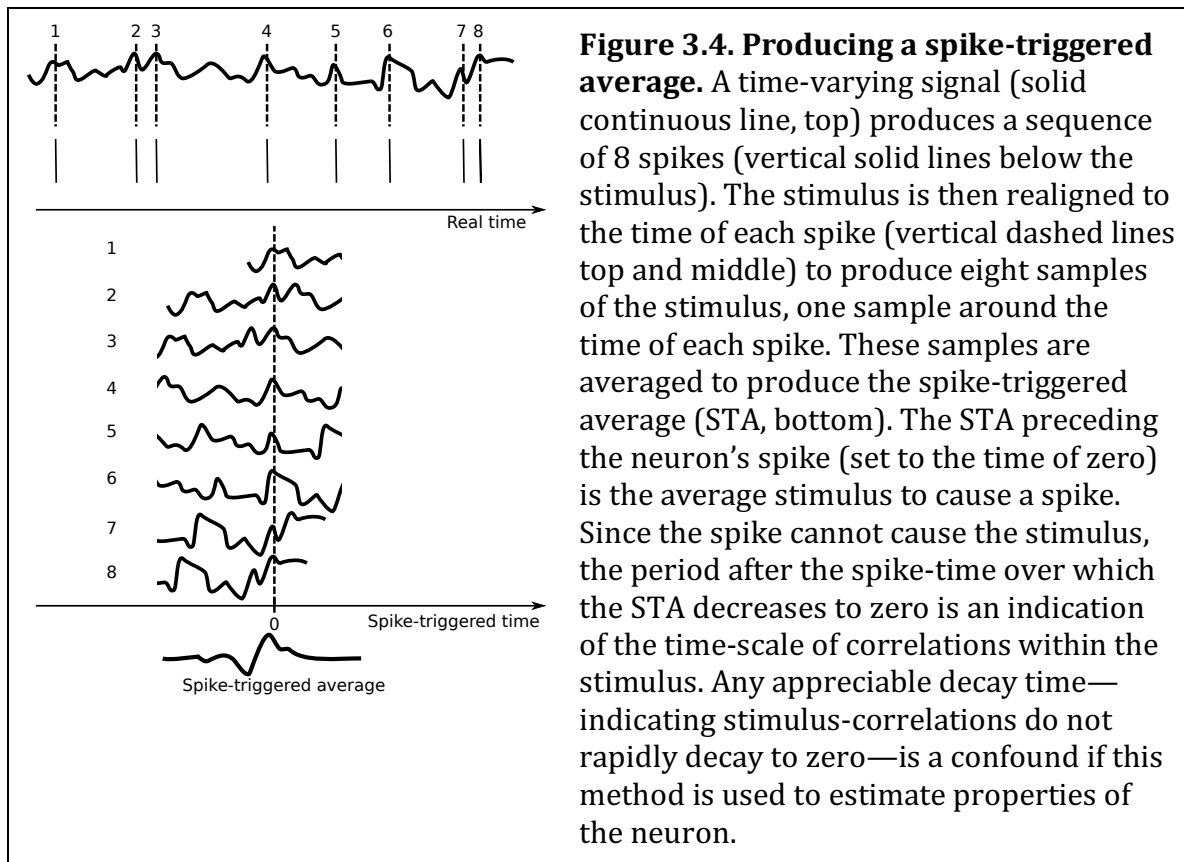 1 2 3 4 5 6 7 8
Real time
1
2
3
4
5
6
7
8
0
Spike-triggered time
Spike-triggered average
Figure 3.4. Producing a spike-triggered
average. A time-varying signal (solid
continuous line, top) produces a sequence
of 8 spikes (vertical solid lines below the
stimulus). The stimulus is then realigned to
the time of each spike (vertical dashed lines
top and middle) to produce eight samples
of the stimulus, one sample around the
time of each spike. These samples are
averaged to produce the spike-triggered
average (STA, bottom). The STA preceding
the neuron’s spike (set to the time of zero)
is the average stimulus to cause a spike.
Since the spike cannot cause the stimulus,
the period after the spike-time over which
the STA decreases to zero is an indication
of the time-scale of correlations within the
stimulus. Any appreciable decay time—
indicating stimulus-correlations do not
rapidly decay to zero—is a confound if this
method is used to estimate properties of
the neuron.